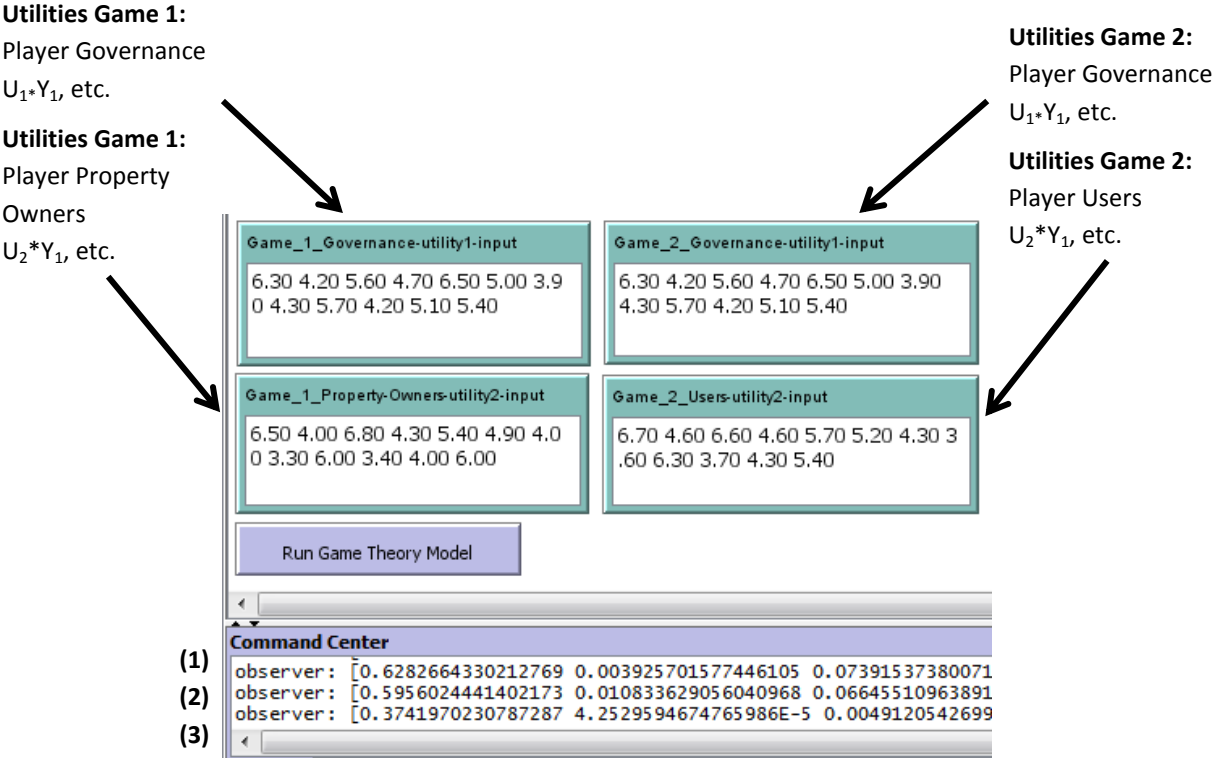 Utilities Game 1:
Player Governance
U₁*Y₁, etc.
Utilities Game 1:
Player Property
Owners
U₂*Y₁, etc.
Utilities Game 2:
Player Governance
U₁*Y₁, etc.
Utilities Game 2:
Player Users
U₂*Y₁, etc.
Game_1_Governance-utility1-input
6.30 4.20 5.60 4.70 6.50 5.00 3.9
0 4.30 5.70 4.20 5.10 5.40
Game_2_Governance-utility1-input
6.30 4.20 5.60 4.70 6.50 5.00 3.90
4.30 5.70 4.20 5.10 5.40
Game_1_Property-Owners-utility2-input
6.50 4.00 6.80 4.30 5.40 4.90 4.0
0 3.30 6.00 3.40 4.00 6.00
Game_2_Users-utility2-input
6.70 4.60 6.60 4.60 5.70 5.20 4.30 3
.60 6.30 3.70 4.30 5.40
Run Game Theory Model
Command Center
(1)
observer: [0.6282664330212769 0.003925701577446105 0.07391537380071
(2)
observer: [0.5956024441402173 0.010833629056040968 0.06645510963891
observer: [0.3741970230787287 4.2529594674765986E-5 0.0049120542699
(3)